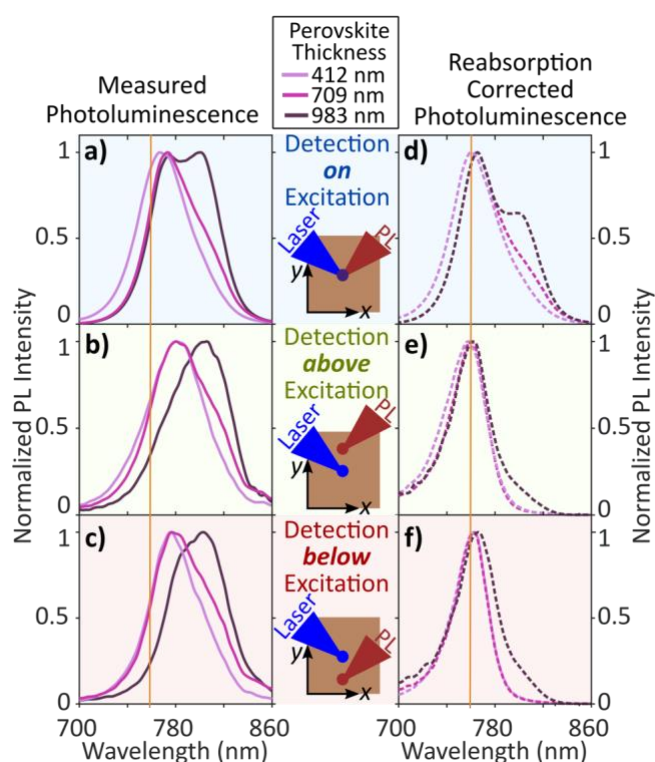 Perovskite
Thickness
412 nm
709 nm
983 nm
Measured
Photoluminescence
Reabsorption
Corrected
Photoluminescence
Normalized PL Intensity
a)
1
0.5
0
Detection
on
Excitation
Laser
PL
y
x
d)
1
0.5
0
b)
1
0.5
0
Detection
above
Excitation
Laser
PL
y
x
e)
1
0.5
0
c)
1
0.5
0
Detection
below
Excitation
Laser
PL
y
x
f)
1
0.5
0
Normalized PL Intensity
700 780 860
Wavelength (nm)
700 780 860
Wavelength (nm)